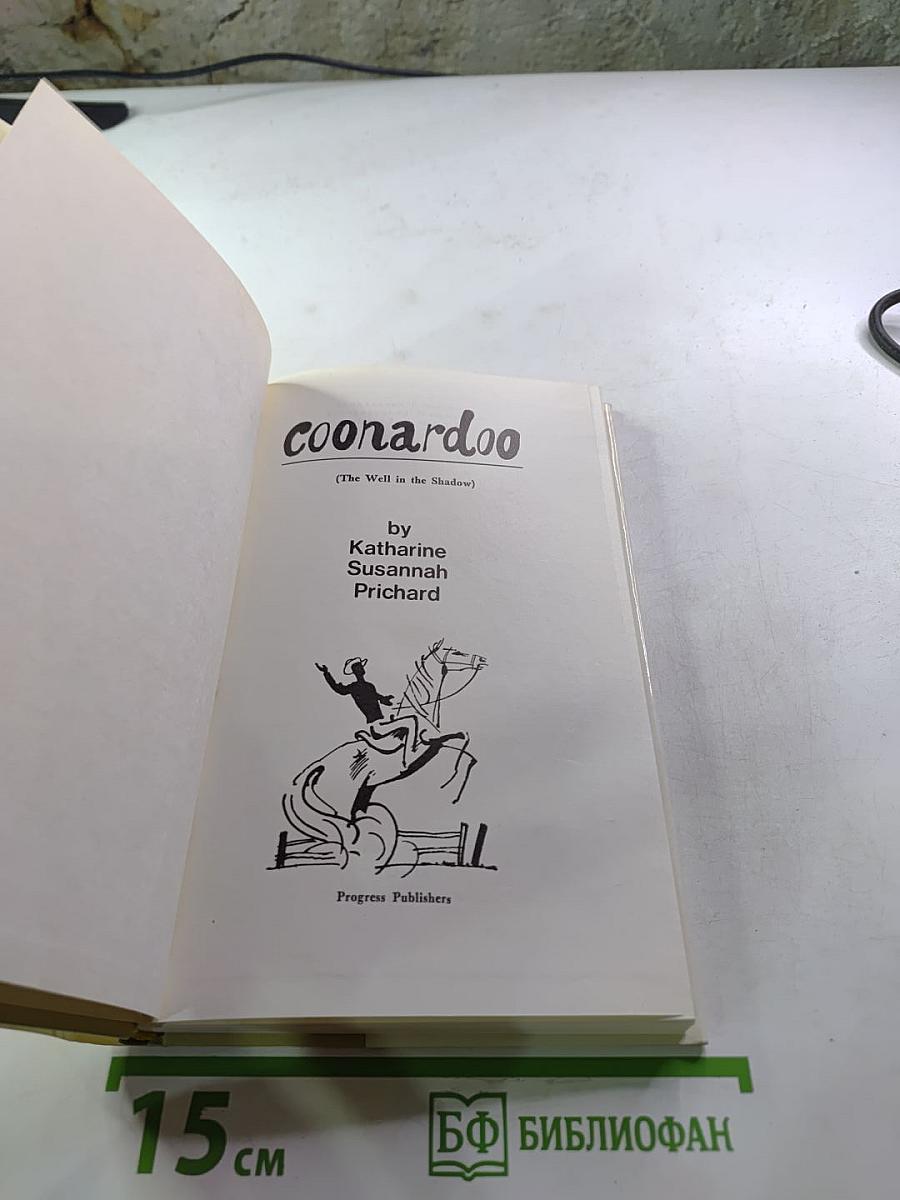 coonardoo
(The Well in the Shadow)
by
Katharine
Susannah
Prichard
Progress Publishers
15 см
БФ БИБЛИОФАН